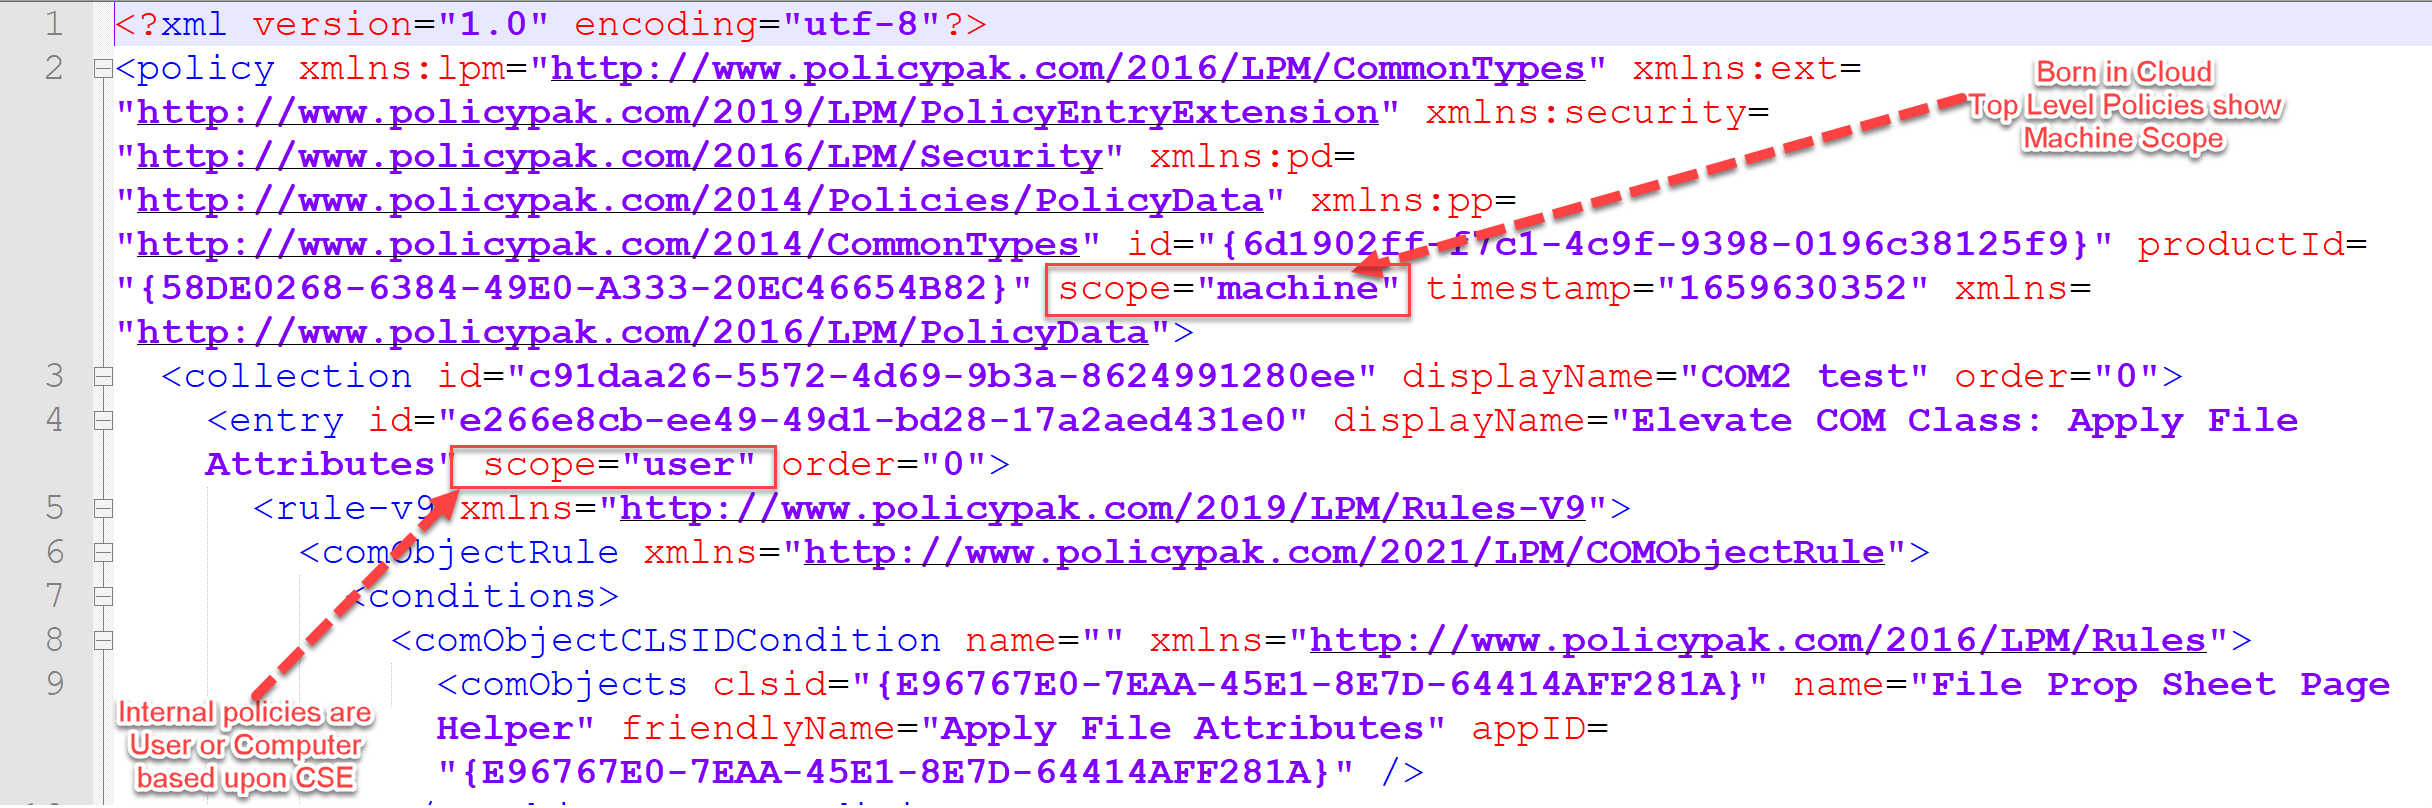 1 <?xml version="1.0" encoding="utf-8"?>
2 <policy xmlns:lpm="http://www.policypak.com/2016/LPM/CommonTypes" xmlns:ext=
"http://www.policypak.com/2019/LPM/PolicyEntryExtension" xmlns:security=
"http://www.policypak.com/2016/LPM/Security" xmlns:pd=
"http://www.policypak.com/2014/Policies/PolicyData" xmlns:pp=
"http://www.policypak.com/2014/CommonTypes" id="{6d1902ff-f7c1-4c9f-9398-0196c38125f9}" productId=
"{58DE0268-6384-49E0-A333-20EC46654B82}" scope="machine" timestamp="1659630352" xmlns=
"http://www.policypak.com/2016/LPM/PolicyData">
Born in Cloud
Top Level Policies show
Machine Scope
3 <collection id="c91daa26-5572-4d69-9b3a-8624991280ee" displayName="COM2 test" order="0">
4 <entry id="e266e8cb-ee49-49d1-bd28-17a2aed431e0" displayName="Elevate COM Class: Apply File
Attributes" scope="user" order="0">
5 <rule-v9 xmlns="http://www.policypak.com/2019/LPM/Rules-V9">
6 <comObjectRule xmlns="http://www.policypak.com/2021/LPM/COMObjectRule">
7 <conditions>
8 <comObjectCLSIDCondition name="" xmlns="http://www.policypak.com/2016/LPM/Rules">
9 <comObjects clsid="{E96767E0-7EAA-45E1-8E7D-64414AFF281A}" name="File Prop Sheet Page
Helper" friendlyName="Apply File Attributes" appID=
"{E96767E0-7EAA-45E1-8E7D-64414AFF281A}" />
Internal policies are
User or Computer
based upon CSE